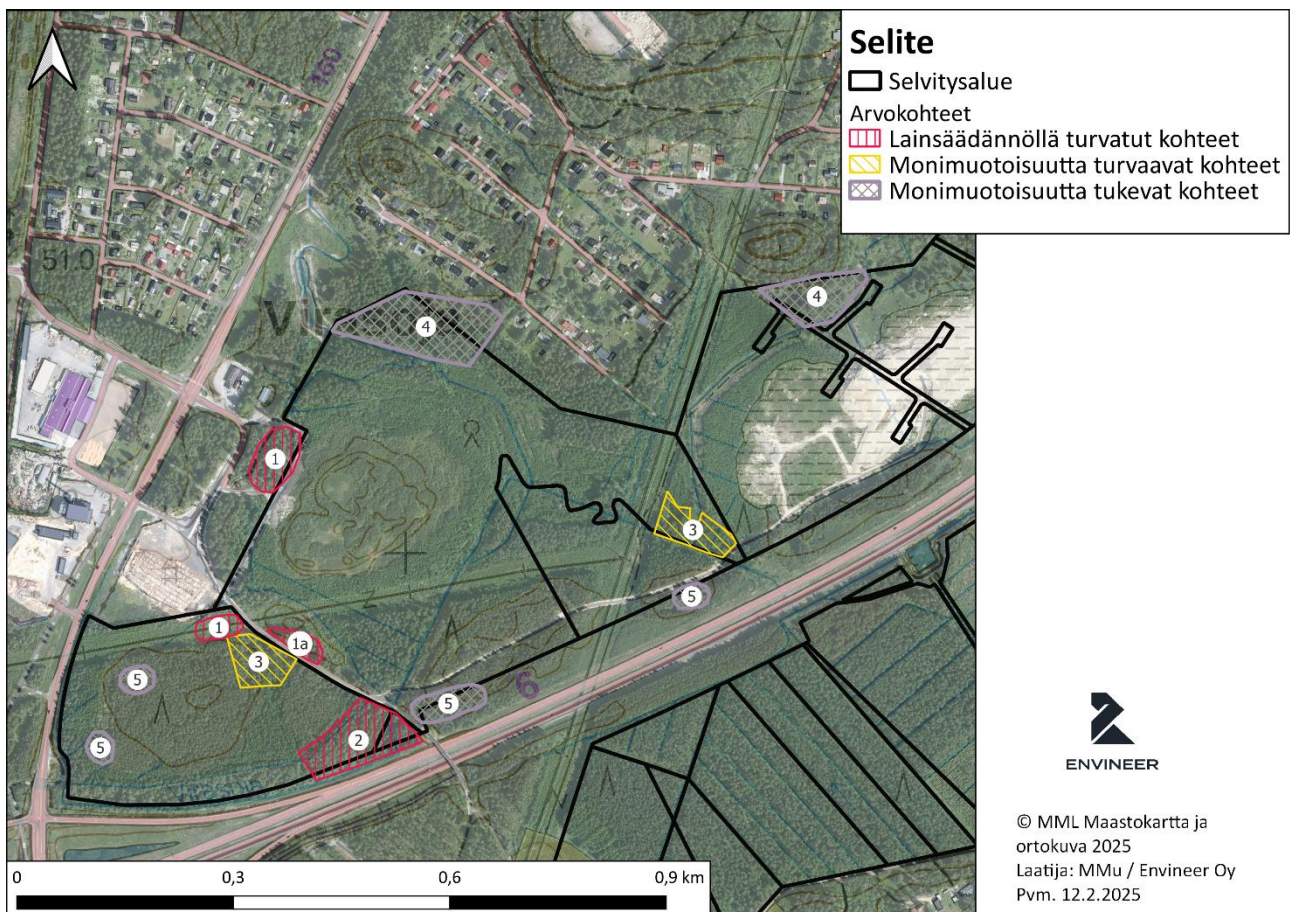 Selite
Selvitysalue
Arvokohteet
Lainsäädännöllä turvatut kohteet
Monimuotoisuutta turvaavat kohteet
Monimuotoisuutta tukevat kohteet
160
51.0
4
4
1
3
5
1
1a
3
5
5
6
2
5
0
0,3
0,6
0,9 km
ENVINEER
© MML Maastokartta ja
ortokuva 2025
Laatija: MMu / Envineer Oy
Pvm. 12.2.2025